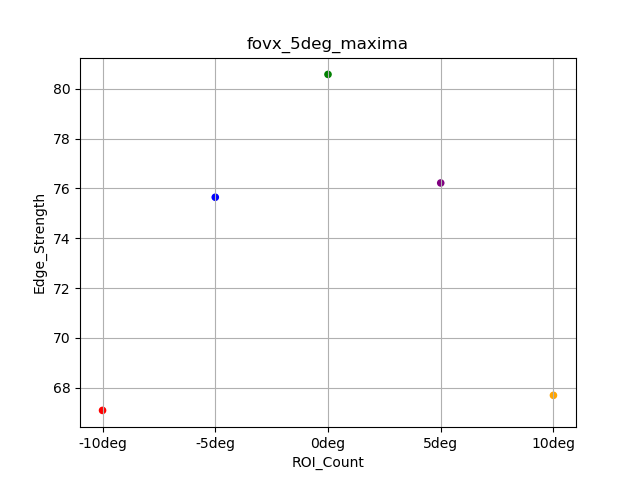 fovx_5deg_maxima
Edge_Strength
80
78
76
74
72
70
68
-10deg
-5deg
0deg
5deg
10deg
ROI_Count